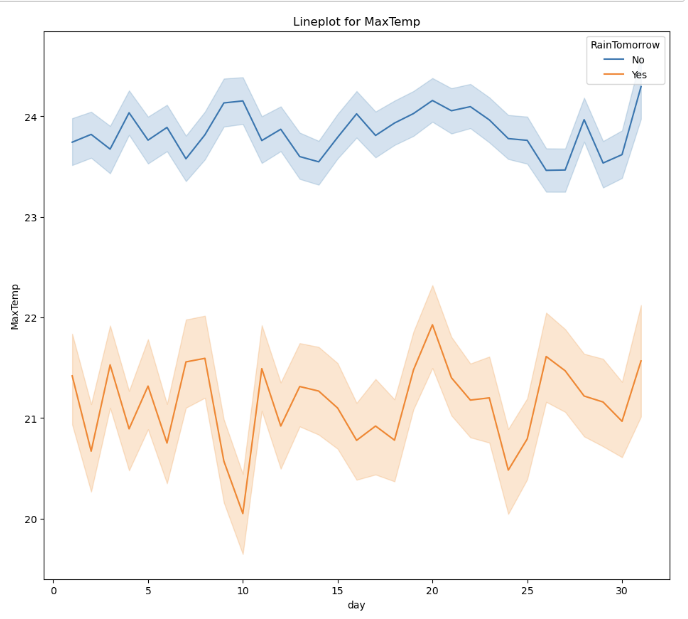 Lineplot for MaxTemp
RainTomorrow
No
Yes
24
23
22
21
20
MaxTemp
0 5 10 15 20 25 30
day